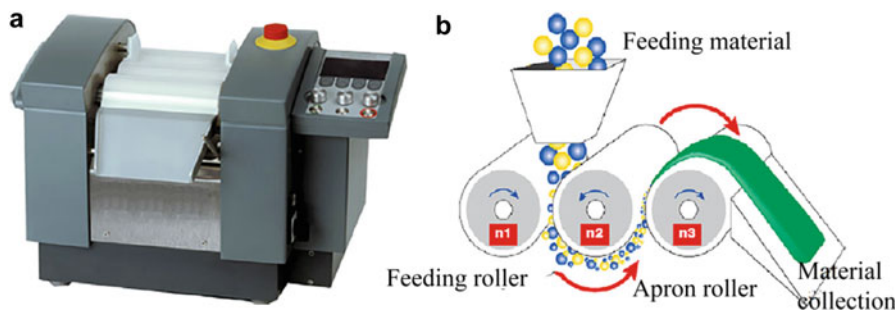 a
b
Feeding material
n1
n2
n3
Feeding roller
Apron roller
Material
collection